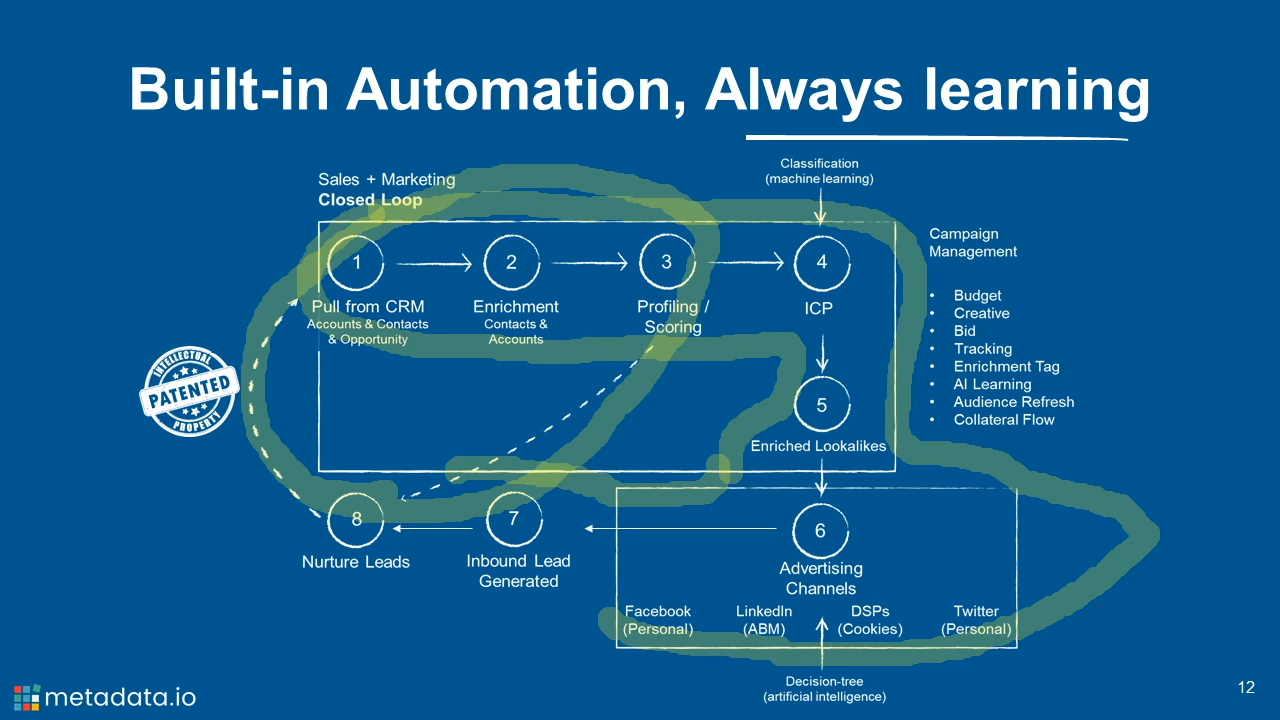 Built-in Automation, Always learning
Sales + Marketing
Closed Loop
Classification
(machine learning)
1
2
3
4
Pull from CRM
Accounts & Contacts
& Opportunity
Enrichment
Contacts &
Accounts
Profiling /
Scoring
ICP
Campaign
Management
• Budget
• Creative
• Bid
• Tracking
• Enrichment Tag
• AI Learning
• Audience Refresh
• Collateral Flow
INTELLECTUAL
PATENTED
PROPERTY
5
Enriched Lookalikes
8
7
6
Nurture Leads
Inbound Lead
Generated
Advertising
Channels
Facebook
(Personal)
LinkedIn
(ABM)
DSPs
(Cookies)
Twitter
(Personal)
Decision-tree
(artificial intelligence)
metadata.io
12